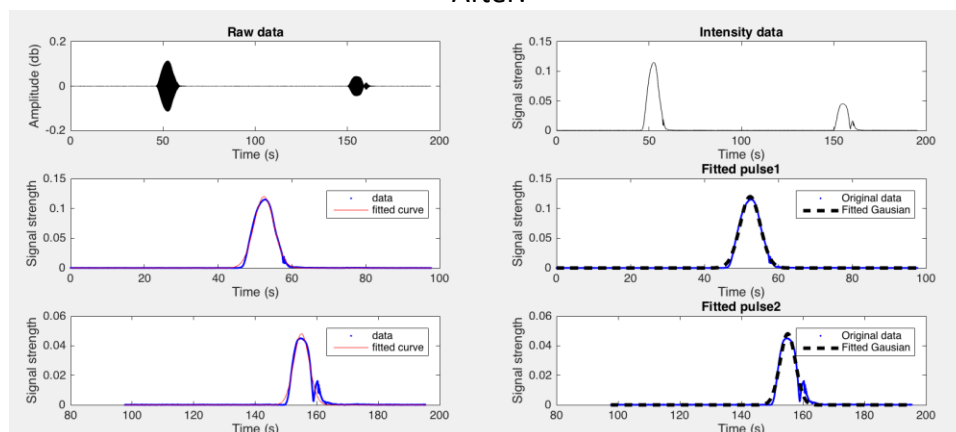 After.
Raw data
0.2
0
-0.2
Amplitude (db)
0 50 100 150 200
Time (s)
Intensity data
0.15
0.1
0.05
0
Signal strength
0 50 100 150 200
Time (s)
0.15
0.1
0.05
0
Signal strength
data
fitted curve
0 20 40 60 80 100
Time (s)
Fitted pulse1
0.15
0.1
0.05
0
Signal strength
Original data
Fitted Gausian
0 20 40 60 80 100
Time (s)
0.06
0.04
0.02
0
Signal strength
data
fitted curve
80 100 120 140 160 180 200
Time (s)
Fitted pulse2
0.06
0.04
0.02
0
Signal strength
Original data
Fitted Gausian
80 100 120 140 160 180 200
Time (s)